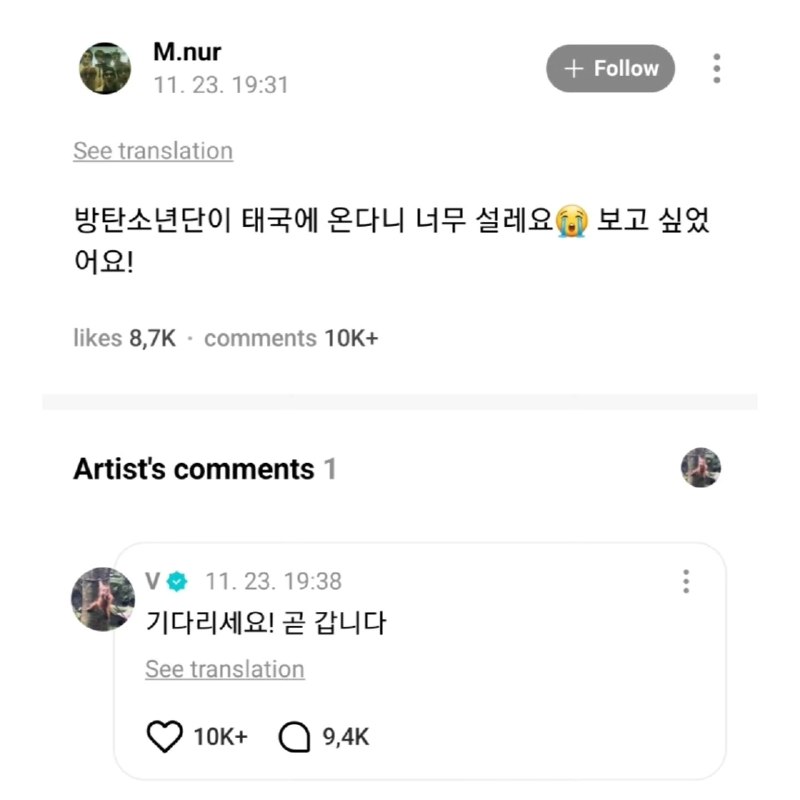 M.nur
11. 23. 19:31
+ Follow
See translation
방탄소년단이 태국에 온다니 너무 설레요😭 보고 싶었
어요!
likes 8,7K · comments 10K+
Artist's comments 1
V 11. 23. 19:38
기다리세요! 곧 갑니다
See translation
10K+ 9,4K